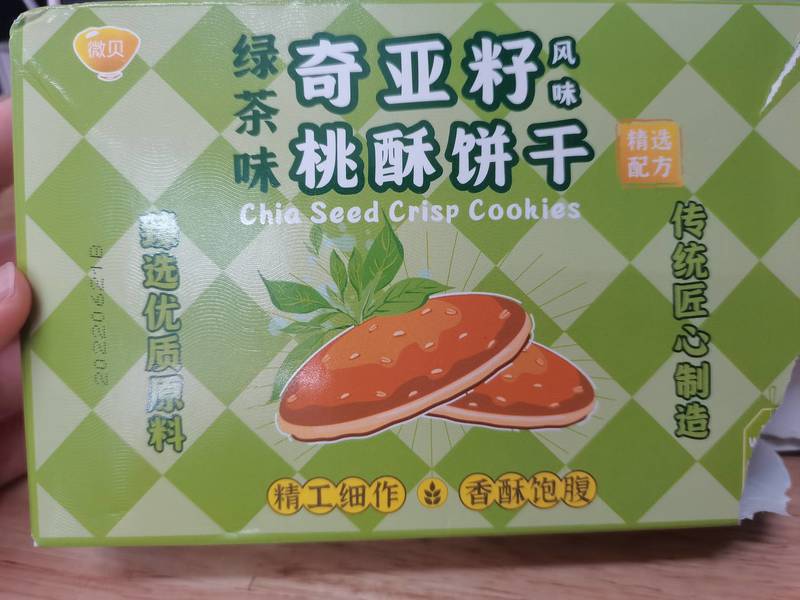 微贝
绿茶味
奇亚籽
风味
桃酥饼干
精选
配方
Chia Seed Crisp Cookies
臻选优质原料
传统匠心制造
精工细作
香酥饱腹